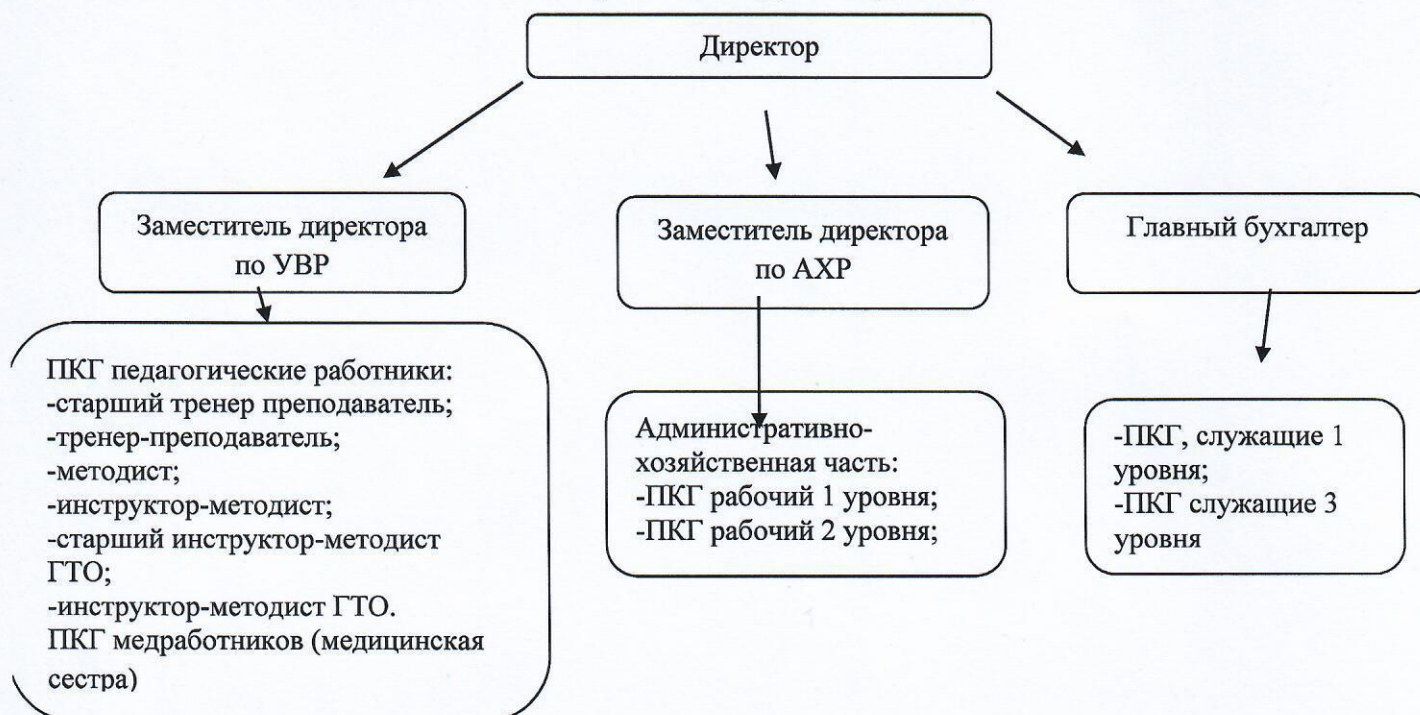 Директор
Заместитель директора
по УВР
Заместитель директора
по АХР
Главный бухгалтер
ПКГ педагогические работники:
-старший тренер преподаватель;
-тренер-преподаватель;
-методист;
-инструктор-методист;
-старший инструктор-методист
ГТО;
-инструктор-методист ГТО.
ПКГ медработников (медицинская
сестра)
Административно-
хозяйственная часть:
-ПКГ рабочий 1 уровня;
-ПКГ рабочий 2 уровня;
-ПКГ, служащие 1
уровня;
-ПКГ служащие 3
уровня